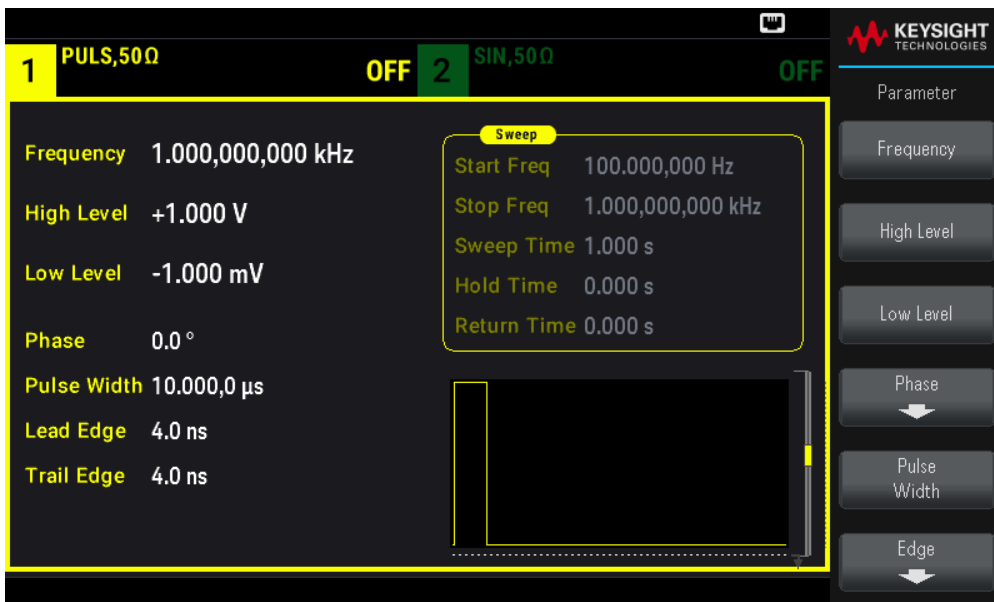 KEYSIGHT
TECHNOLOGIES
1 PULS,50Ω OFF
2 SIN,50Ω OFF
Frequency 1.000,000,000 kHz
High Level +1.000 V
Low Level -1.000 mV
Phase 0.0 °
Pulse Width 10.000,0 µs
Lead Edge 4.0 ns
Trail Edge 4.0 ns
Sweep
Start Freq 100.000,000 Hz
Stop Freq 1.000,000,000 kHz
Sweep Time 1.000 s
Hold Time 0.000 s
Return Time 0.000 s
Parameter
Frequency
High Level
Low Level
Phase
Pulse
Width
Edge